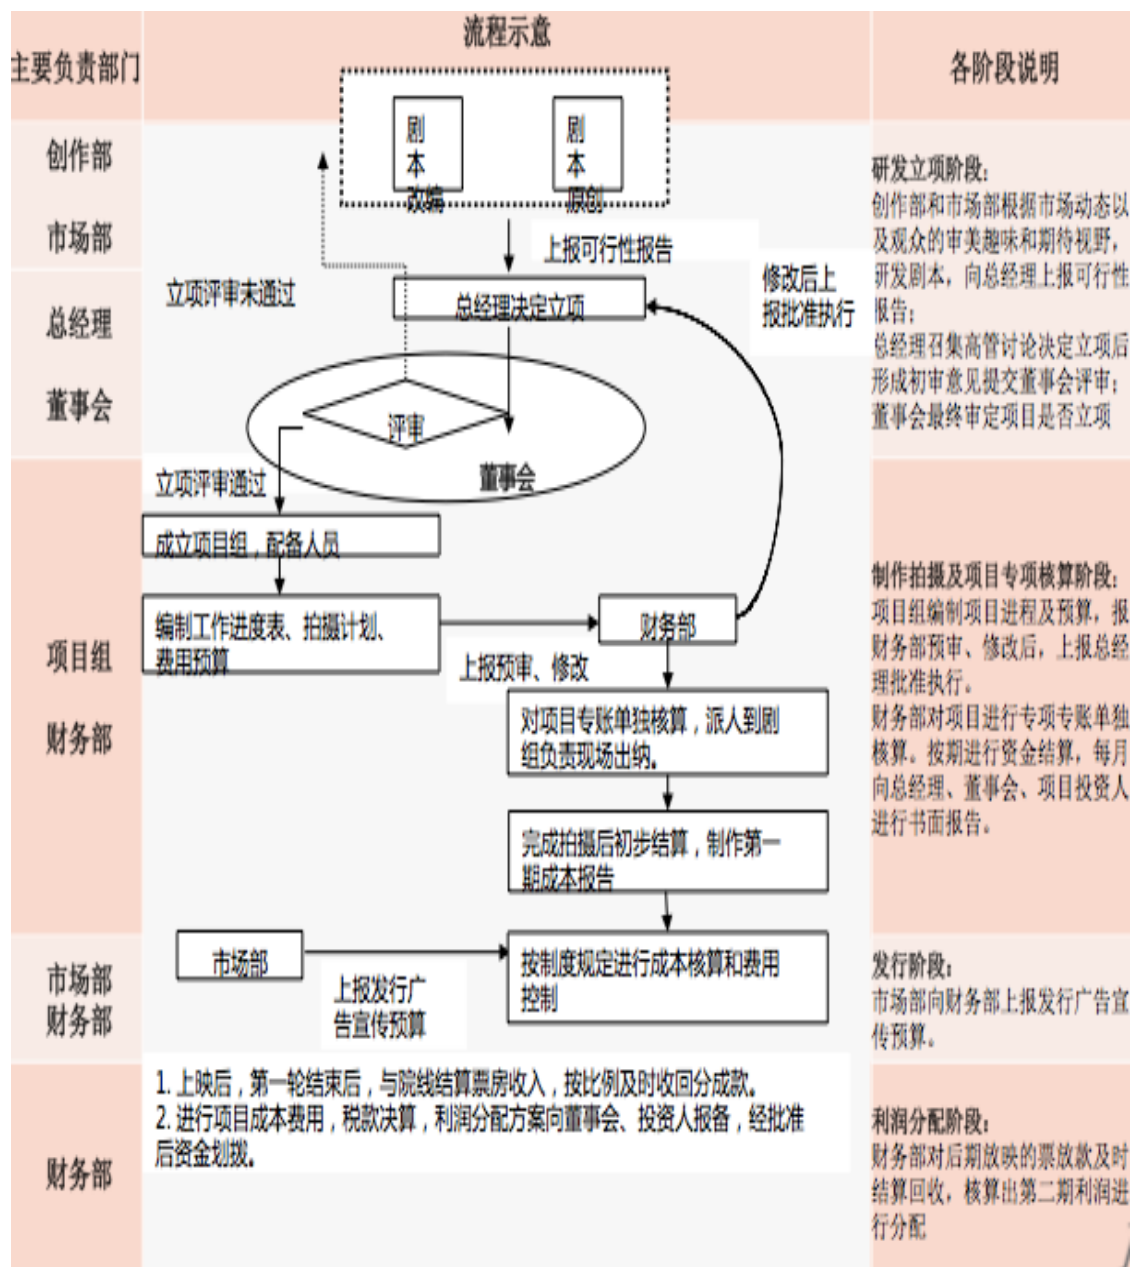 主要负责部门
流程示意
各阶段说明
剧
本
改编
剧
本
原创
创作部
市场部
总经理
董事会
上报可行性报告
立项评审未通过
修改后上
报批准执行
总经理决定立项
评审
董事会
立项评审通过
研发立项阶段：
创作部和市场部根据市场动态以
及观众的审美趣味和期待视野，
研发剧本，向总经理上报可行性
报告；
总经理召集高管讨论决定立项后
形成初审意见提交董事会评审；
董事会最终审定项目是否立项
项目组
财务部
成立项目组，配备人员
编制工作进度表、拍摄计划、
费用预算
财务部
上报预审、修改
对项目专账单独核算，派人到剧
组负责现场出纳。
完成拍摄后初步结算，制作第一
期成本报告
制作拍摄及项目专项核算阶段：
项目组编制项目进程及预算，报
财务部预审、修改后，上报总经
理批准执行。
财务部对项目进行专项专账单独
核算。按期进行资金结算，每月
向总经理、董事会、项目投资人
进行书面报告。
市场部
财务部
市场部
上报发行广
告宣传预算
按制度规定进行成本核算和费用
控制
发行阶段：
市场部向财务部上报发行广告宣
传预算。
财务部
1. 上映后，第一轮结束后，与院线结算票房收入，按比例及时收回分成款。
2. 进行项目成本费用，税款决算，利润分配方案向董事会、投资人报备，经批准
后资金划拨。
利润分配阶段：
财务部对后期放映的票放款及时
结算回收，核算出第二期利润进
行分配